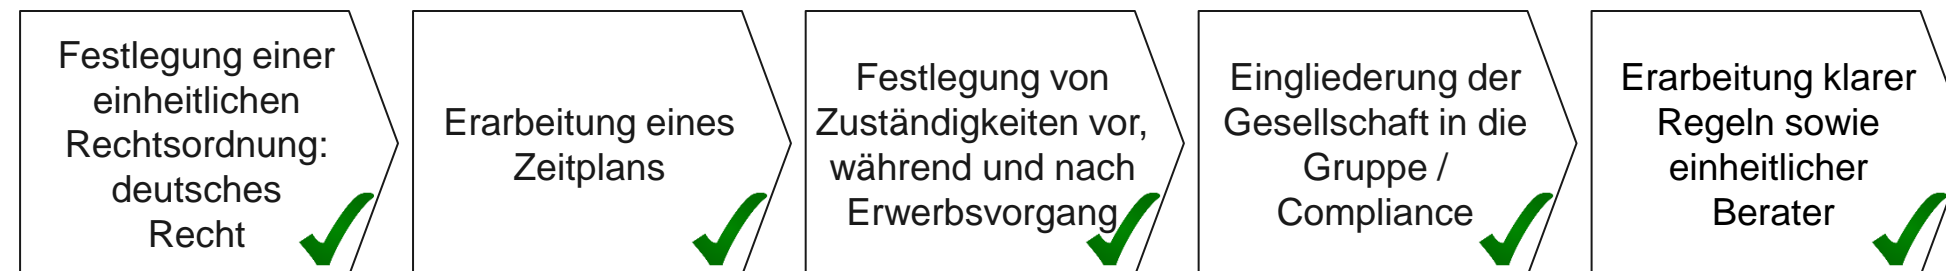 Festlegung einer
einheitlichen
Rechtsordnung:
deutsches
Recht
Erarbeitung eines
Zeitplans
Festlegung von
Zuständigkeiten vor,
während und nach
Erwerbsvorgang
Eingliederung der
Gesellschaft in die
Gruppe /
Compliance
Erarbeitung klarer
Regeln sowie
einheitlicher
Berater